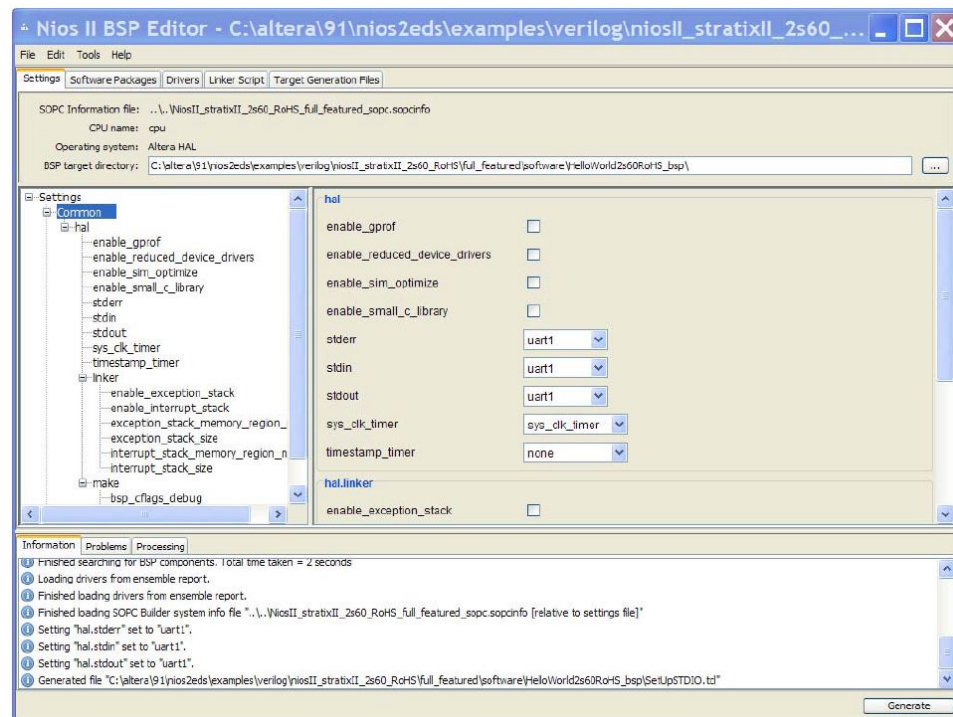 Nios II BSP Editor - C:\altera\91\nios2eds\examples\verilog\niosII_stratixII_2s60_...
File Edit Tools Help
Settings Software Packages Drivers Linker Script Target Generation Files
SOPC Information file: ..\..\NiosII_stratixII_2s60_RoHS_full_featured_sopc.sopcinfo
CPU name: cpu
Operating system: Altera HAL
BSP target directory: C:\altera\91\nios2eds\examples\verilog\niosII_stratixII_2s60_RoHS\full_featured\software\HelloWorld2s60RoHS_bsp\ ...
Settings
Common
hal
enable_gprof
enable_reduced_device_drivers
enable_sim_optimize
enable_small_c_library
stderr
stdin
stdout
sys_clk_timer
timestamp_timer
linker
enable_exception_stack
enable_interrupt_stack
exception_stack_memory_region_
exception_stack_size
interrupt_stack_memory_region_n
interrupt_stack_size
make
bsp_cflags_debug
hal
enable_gprof
enable_reduced_device_drivers
enable_sim_optimize
enable_small_c_library
stderr uart1
stdin uart1
stdout uart1
sys_clk_timer sys_clk_timer
timestamp_timer none
hal.linker
enable_exception_stack
Information Problems Processing
Finished searching for BSP components. Total time taken = 2 seconds
Loading drivers from ensemble report.
Finished loading drivers from ensemble report.
Finished loading SOPC Builder system info file "..\..\NiosII_stratixII_2s60_RoHS_full_featured_sopc.sopcinfo [relative to settings file]"
Setting "hal.stderr" set to "uart1".
Setting "hal.stdin" set to "uart1".
Setting "hal.stdout" set to "uart1".
Generated file "C:\altera\91\nios2eds\examples\verilog\niosII_stratixII_2s60_RoHS\full_featured\software\HelloWorld2s60RoHS_bsp\SetUpSTDIO.tcl"
Generate